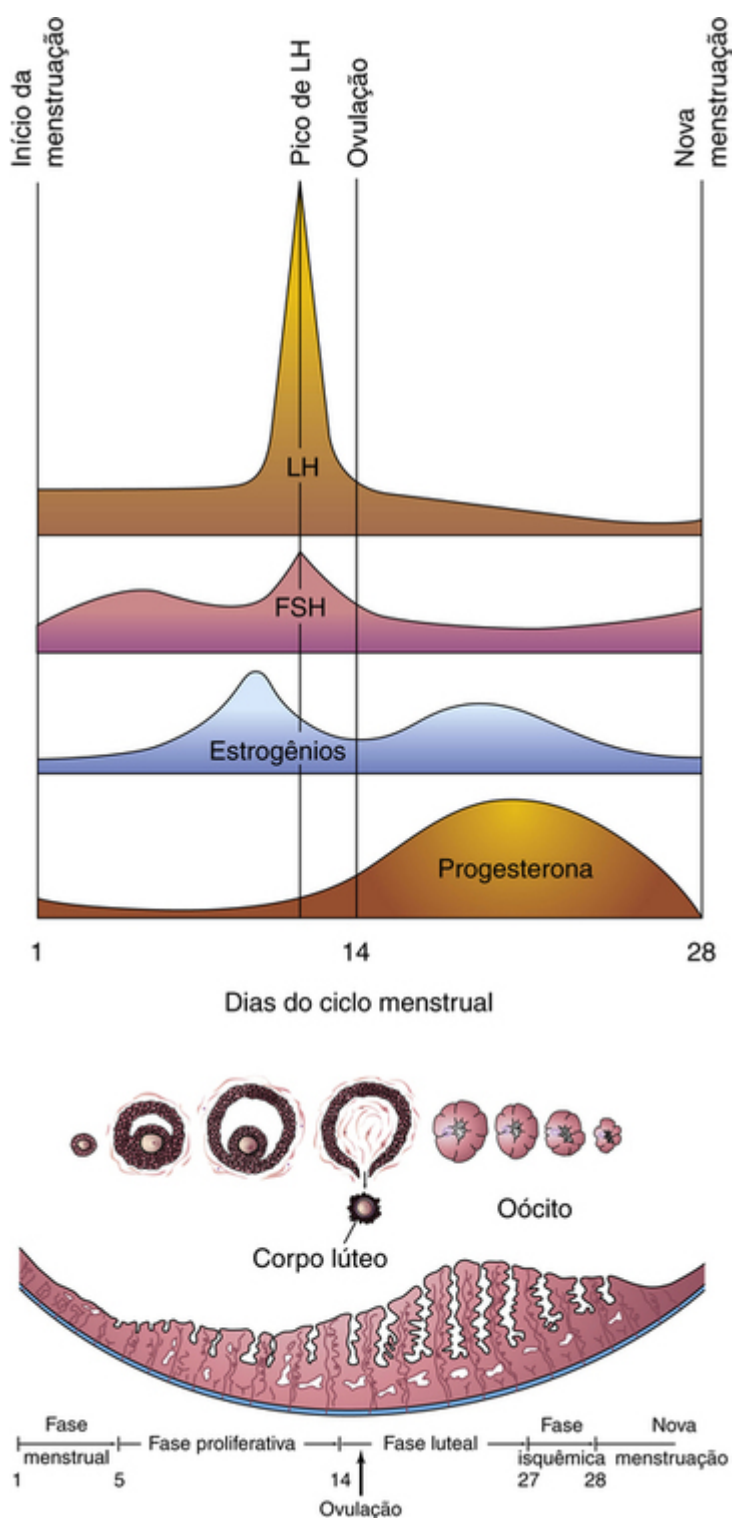 Início da
menstruação
Pico de LH
Ovulação
Nova
menstruação
LH
FSH
Estrogênios
Progesterona
1
14
28
Dias do ciclo menstrual
Oócito
Corpo lúteo
Fase
menstrual
Fase proliferativa
Fase luteal
Fase
isquêmica
Nova
menstruação
1
5
14
27
28
Ovulação